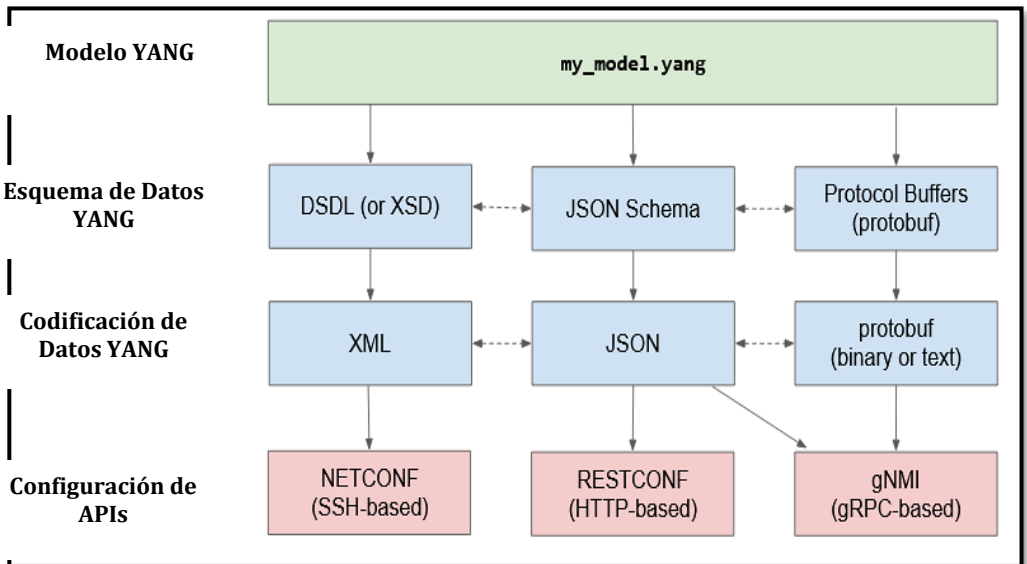 Modelo YANG
my_model.yang
Esquema de Datos
YANG
DSDL (or XSD)
JSON Schema
Protocol Buffers
(protobuf)
Codificación de
Datos YANG
XML
JSON
protobuf
(binary or text)
Configuración de
APIs
NETCONF
(SSH-based)
RESTCONF
(HTTP-based)
gNMI
(gRPC-based)